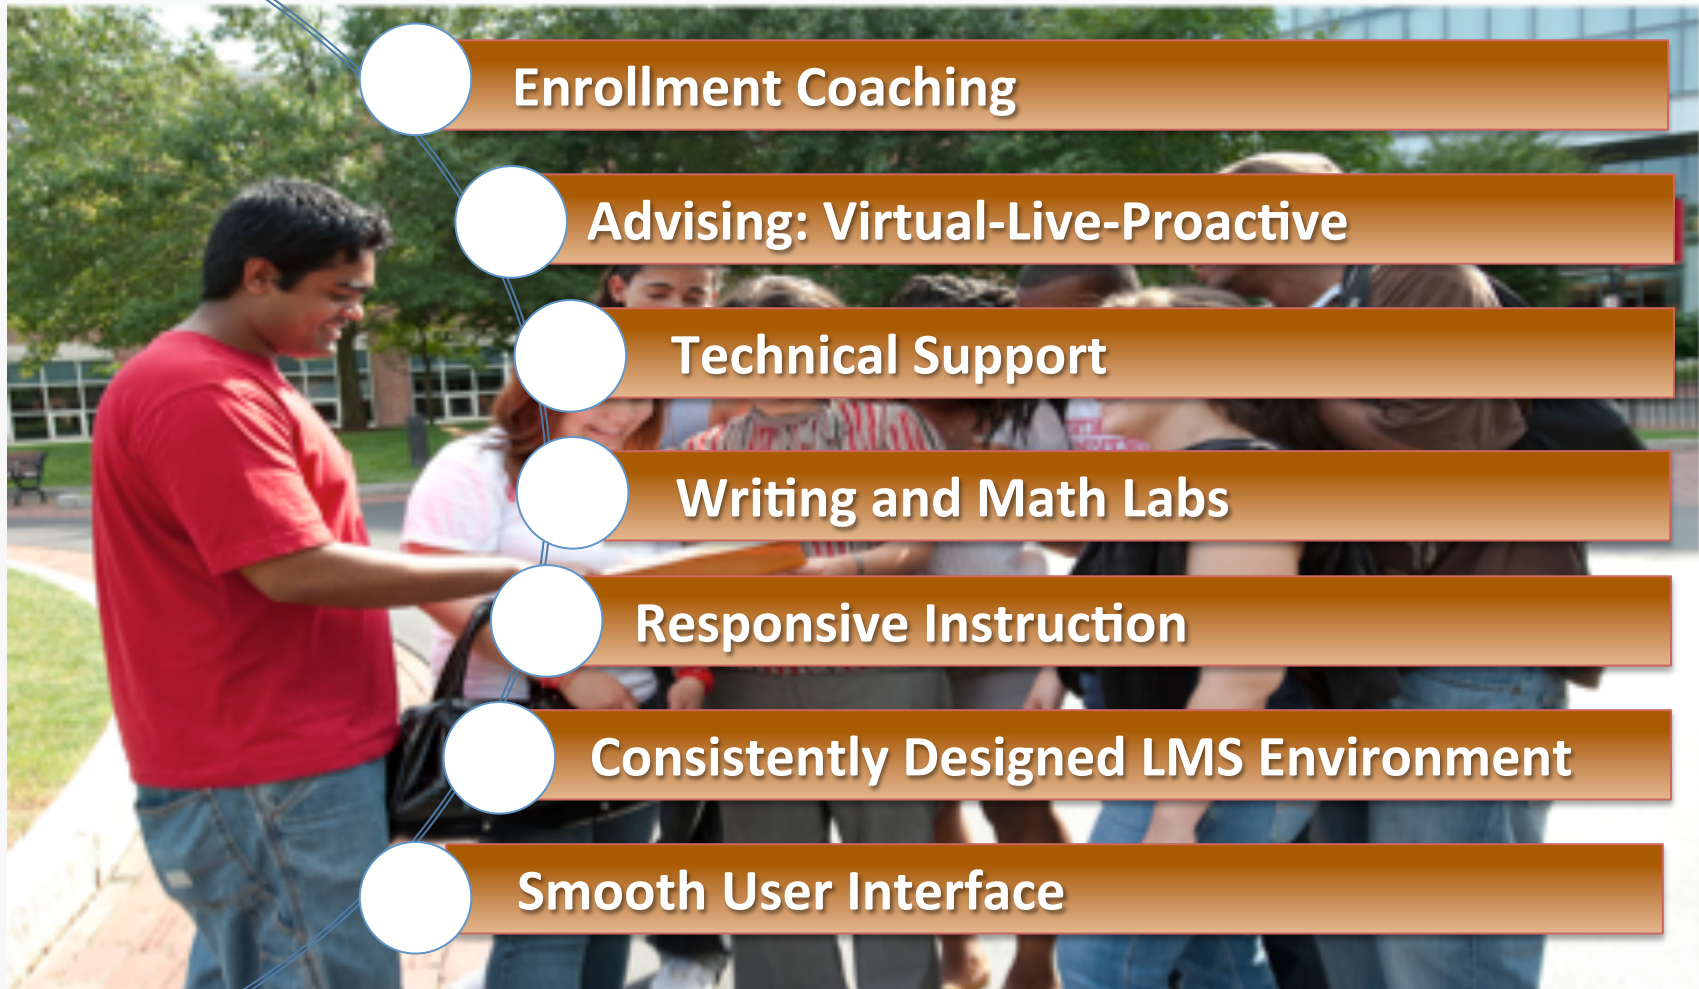 Enrollment Coaching
Advising: Virtual-Live-Proactive
Technical Support
Writing and Math Labs
Responsive Instruction
Consistently Designed LMS Environment
Smooth User Interface